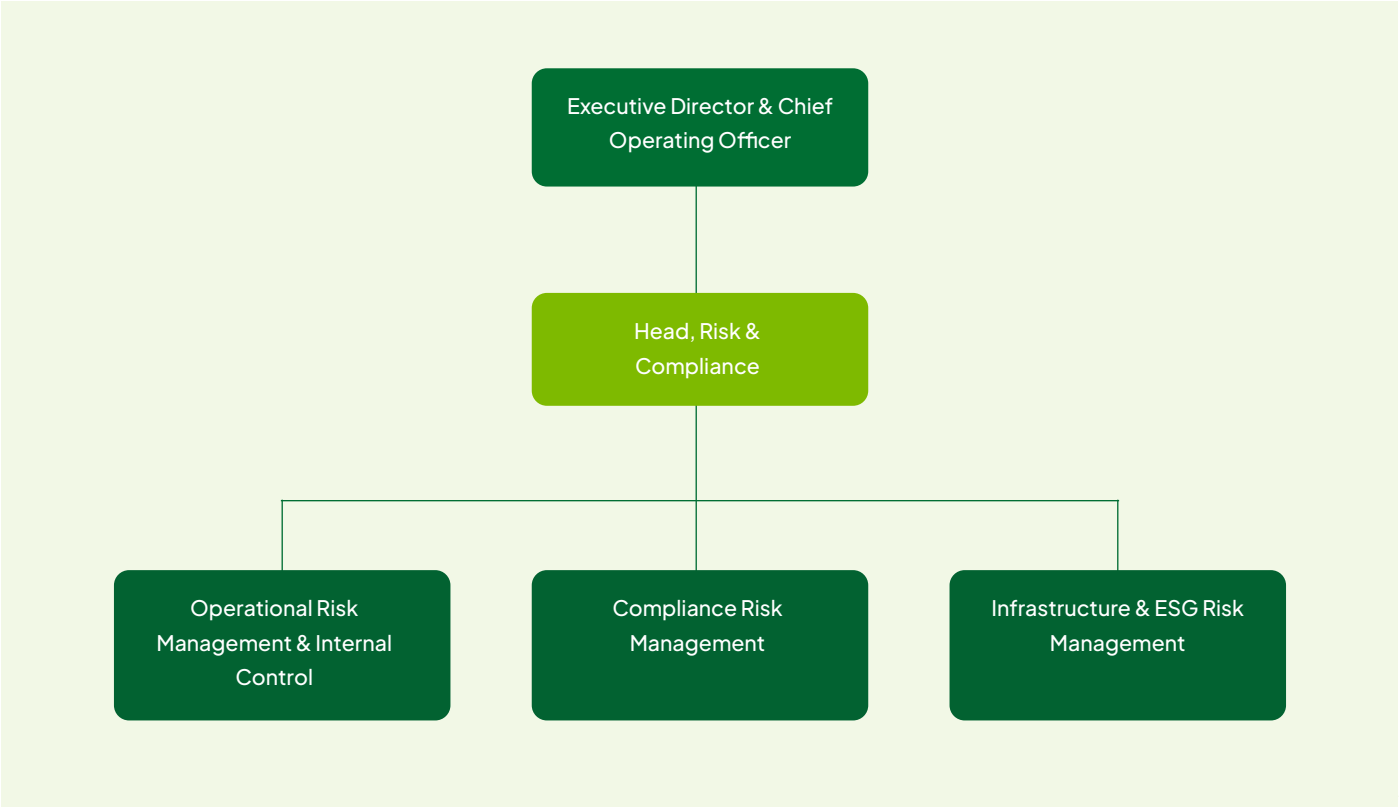 Executive Director & Chief
Operating Officer
Head, Risk &
Compliance
Operational Risk
Management & Internal
Control
Compliance Risk
Management
Infrastructure & ESG Risk
Management